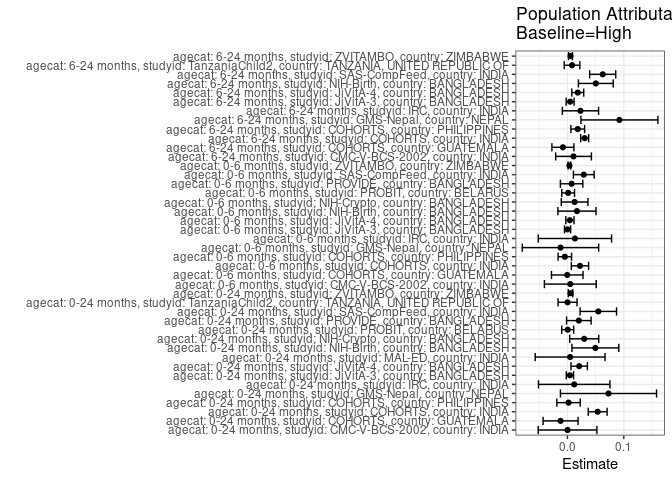 Population Attributa
Baseline=High
agecat: 6-24 months, studyid: ZVITAMBO, country: ZIMBABWE
agecat: 6-24 months, studyid: TanzaniaChild2, country: TANZANIA, UNITED REPUBLIC OF
agecat: 6-24 months, studyid: SAS-CompFeed, country: INDIA
agecat: 6-24 months, studyid: NIH-Birth, country: BANGLADESH
agecat: 6-24 months, studyid: JiVitA-4, country: BANGLADESH
agecat: 6-24 months, studyid: JiVitA-3, country: BANGLADESH
agecat: 6-24 months, studyid: IRC, country: INDIA
agecat: 6-24 months, studyid: GMS-Nepal, country: NEPAL
agecat: 6-24 months, studyid: COHORTS, country: PHILIPPINES
agecat: 6-24 months, studyid: COHORTS, country: INDIA
agecat: 6-24 months, studyid: COHORTS, country: GUATEMALA
agecat: 6-24 months, studyid: CMC-V-BCS-2002, country: INDIA
agecat: 0-6 months, studyid: ZVITAMBO, country: ZIMBABWE
agecat: 0-6 months, studyid: SAS-CompFeed, country: INDIA
agecat: 0-6 months, studyid: PROVIDE, country: BANGLADESH
agecat: 0-6 months, studyid: PROBIT, country: BELARUS
agecat: 0-6 months, studyid: NIH-Crypto, country: BANGLADESH
agecat: 0-6 months, studyid: NIH-Birth, country: BANGLADESH
agecat: 0-6 months, studyid: JiVitA-4, country: BANGLADESH
agecat: 0-6 months, studyid: JiVitA-3, country: BANGLADESH
agecat: 0-6 months, studyid: IRC, country: INDIA
agecat: 0-6 months, studyid: GMS-Nepal, country: NEPAL
agecat: 0-6 months, studyid: COHORTS, country: PHILIPPINES
agecat: 0-6 months, studyid: COHORTS, country: INDIA
agecat: 0-6 months, studyid: COHORTS, country: GUATEMALA
agecat: 0-6 months, studyid: CMC-V-BCS-2002, country: INDIA
agecat: 0-24 months, studyid: ZVITAMBO, country: ZIMBABWE
agecat: 0-24 months, studyid: TanzaniaChild2, country: TANZANIA, UNITED REPUBLIC OF
agecat: 0-24 months, studyid: SAS-CompFeed, country: INDIA
agecat: 0-24 months, studyid: PROVIDE, country: BANGLADESH
agecat: 0-24 months, studyid: PROBIT, country: BELARUS
agecat: 0-24 months, studyid: NIH-Crypto, country: BANGLADESH
agecat: 0-24 months, studyid: NIH-Birth, country: BANGLADESH
agecat: 0-24 months, studyid: MAL-ED, country: INDIA
agecat: 0-24 months, studyid: JiVitA-4, country: BANGLADESH
agecat: 0-24 months, studyid: JiVitA-3, country: BANGLADESH
agecat: 0-24 months, studyid: IRC, country: INDIA
agecat: 0-24 months, studyid: GMS-Nepal, country: NEPAL
agecat: 0-24 months, studyid: COHORTS, country: PHILIPPINES
agecat: 0-24 months, studyid: COHORTS, country: INDIA
agecat: 0-24 months, studyid: COHORTS, country: GUATEMALA
agecat: 0-24 months, studyid: CMC-V-BCS-2002, country: INDIA
0.0 0.1
Estimate